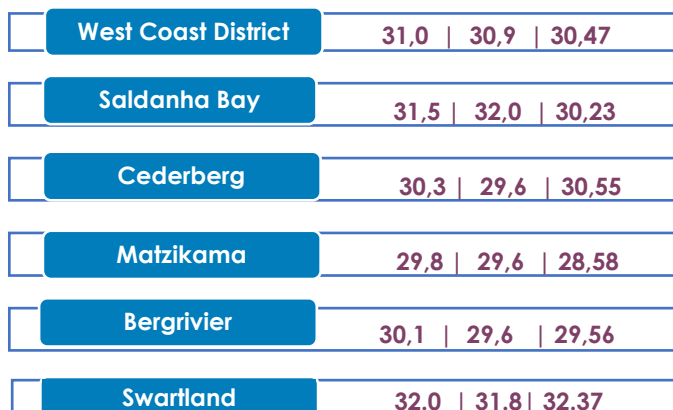 West Coast District 31,0 | 30,9 | 30,47
Saldanha Bay 31,5 | 32,0 | 30,23
Cederberg 30,3 | 29,6 | 30,55
Matzikama 29,8 | 29,6 | 28,58
Bergrivier 30,1 | 29,6 | 29,56
Swartland 32,0 | 31,8| 32,37